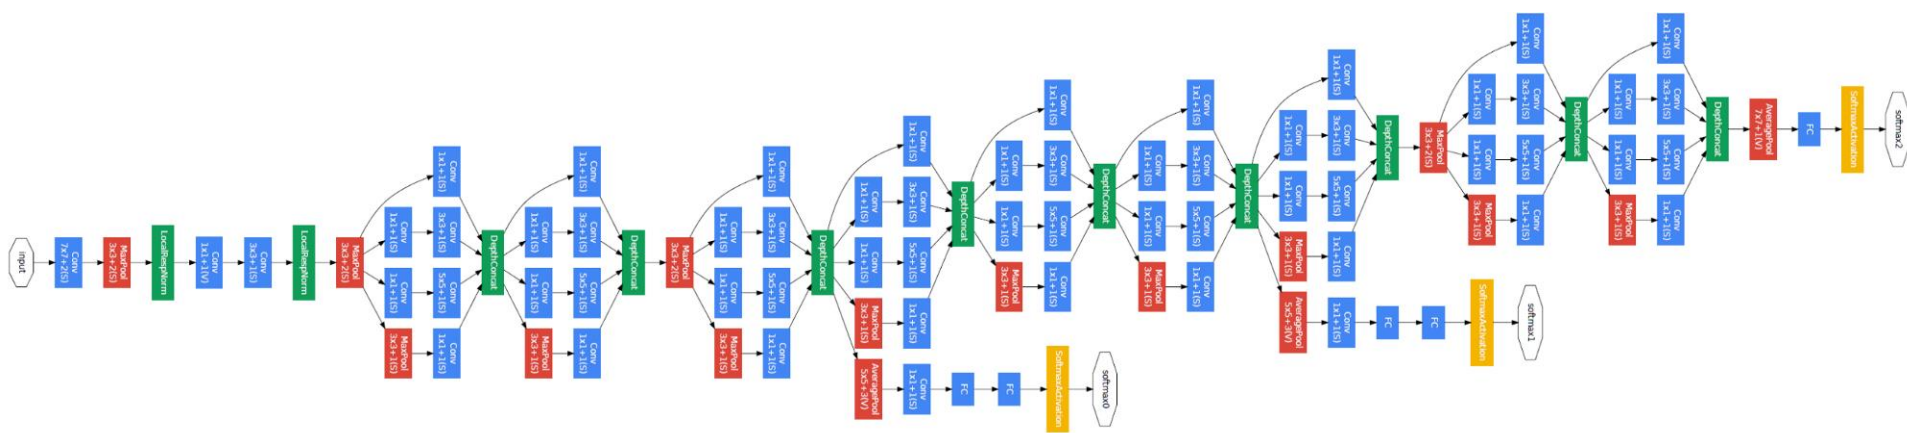 input
Conv
7x7+2(S)
MaxPool
3x3+2(S)
LocalRespNorm
Conv
1x1+1(V)
Conv
3x3+1(S)
LocalRespNorm
MaxPool
3x3+2(S)
Conv
1x1+1(S)
Conv
1x1+1(S)
MaxPool
3x3+1(S)
Conv
1x1+1(S)
Conv
3x3+1(S)
Conv
5x5+1(S)
Conv
1x1+1(S)
DepthConcat
Conv
1x1+1(S)
Conv
1x1+1(S)
MaxPool
3x3+1(S)
Conv
1x1+1(S)
Conv
3x3+1(S)
Conv
5x5+1(S)
Conv
1x1+1(S)
DepthConcat
MaxPool
3x3+2(S)
Conv
1x1+1(S)
Conv
1x1+1(S)
MaxPool
3x3+1(S)
Conv
1x1+1(S)
Conv
3x3+1(S)
Conv
5x5+1(S)
Conv
1x1+1(S)
DepthConcat
Conv
1x1+1(S)
Conv
1x1+1(S)
MaxPool
3x3+1(S)
AveragePool
5x5+3(V)
Conv
1x1+1(S)
Conv
3x3+1(S)
Conv
5x5+1(S)
Conv
1x1+1(S)
Conv
1x1+1(S)
DepthConcat
FC
Conv
1x1+1(S)
Conv
1x1+1(S)
MaxPool
3x3+1(S)
FC
Conv
1x1+1(S)
Conv
3x3+1(S)
Conv
5x5+1(S)
Conv
1x1+1(S)
SoftmaxActivation
DepthConcat
softmax0
Conv
1x1+1(S)
Conv
1x1+1(S)
MaxPool
3x3+1(S)
Conv
1x1+1(S)
Conv
3x3+1(S)
Conv
5x5+1(S)
Conv
1x1+1(S)
DepthConcat
Conv
1x1+1(S)
Conv
1x1+1(S)
MaxPool
3x3+1(S)
AveragePool
5x5+3(V)
Conv
1x1+1(S)
Conv
3x3+1(S)
Conv
5x5+1(S)
Conv
1x1+1(S)
Conv
1x1+1(S)
DepthConcat
FC
MaxPool
3x3+2(S)
FC
Conv
1x1+1(S)
Conv
1x1+1(S)
MaxPool
3x3+1(S)
SoftmaxActivation
Conv
1x1+1(S)
Conv
3x3+1(S)
Conv
5x5+1(S)
Conv
1x1+1(S)
softmax1
DepthConcat
Conv
1x1+1(S)
Conv
1x1+1(S)
MaxPool
3x3+1(S)
Conv
1x1+1(S)
Conv
3x3+1(S)
Conv
5x5+1(S)
Conv
1x1+1(S)
DepthConcat
AveragePool
7x7+1(V)
FC
SoftmaxActivation
softmax2